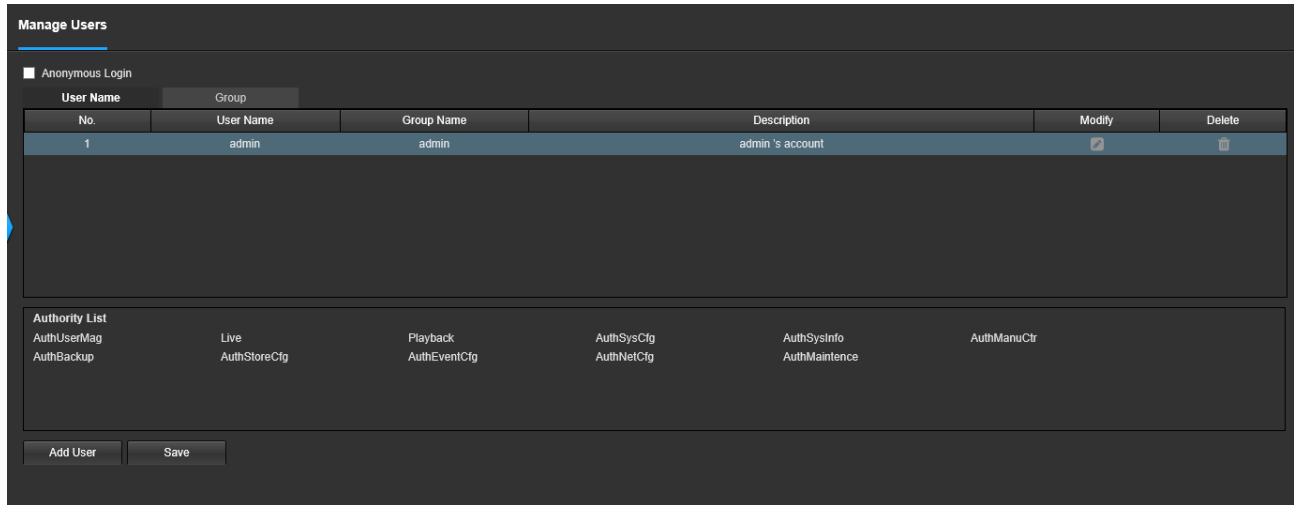 Manage Users
Anonymous Login
User Name Group
No. User Name Group Name Description Modify Delete
1 admin admin admin 's account
Authority List
AuthUserMag Live Playback AuthSysCfg AuthSysInfo AuthManuCtr
AuthBackup AuthStoreCfg AuthEventCfg AuthNetCfg AuthMaintence
Add User Save